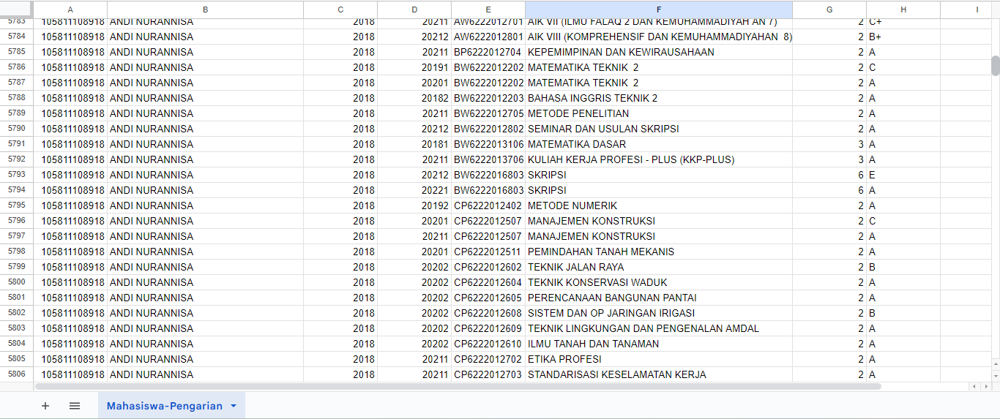 A B C D E F G H I
5783 105811108918 ANDI NURANNISA 2018 20211 AW6222012701 AIK VII (ILMU FALAQ 2 DAN KEMUHAMMADIYAH AN 7) 2 C+
5784 105811108918 ANDI NURANNISA 2018 20212 AW6222012801 AIK VIII (KOMPREHENSIF DAN KEMUHAMMADIYAHAN  8) 2 B+
5785 105811108918 ANDI NURANNISA 2018 20211 BP6222012704 KEPEMIMPINAN DAN KEWIRAUSAHAAN 2 A
5786 105811108918 ANDI NURANNISA 2018 20191 BW6222012202 MATEMATIKA TEKNIK  2 2 C
5787 105811108918 ANDI NURANNISA 2018 20201 BW6222012202 MATEMATIKA TEKNIK  2 2 A
5788 105811108918 ANDI NURANNISA 2018 20182 BW6222012203 BAHASA INGGRIS TEKNIK 2 2 A
5789 105811108918 ANDI NURANNISA 2018 20211 BW6222012705 METODE PENELITIAN 2 A
5790 105811108918 ANDI NURANNISA 2018 20212 BW6222012802 SEMINAR DAN USULAN SKRIPSI 2 A
5791 105811108918 ANDI NURANNISA 2018 20181 BW6222013106 MATEMATIKA DASAR 3 A
5792 105811108918 ANDI NURANNISA 2018 20211 BW6222013706 KULIAH KERJA PROFESI - PLUS (KKP-PLUS) 3 A
5793 105811108918 ANDI NURANNISA 2018 20212 BW6222016803 SKRIPSI 6 E
5794 105811108918 ANDI NURANNISA 2018 20221 BW6222016803 SKRIPSI 6 A
5795 105811108918 ANDI NURANNISA 2018 20192 CP6222012402 METODE NUMERIK 2 A
5796 105811108918 ANDI NURANNISA 2018 20201 CP6222012507 MANAJEMEN KONSTRUKSI 2 C
5797 105811108918 ANDI NURANNISA 2018 20211 CP6222012507 MANAJEMEN KONSTRUKSI 2 A
5798 105811108918 ANDI NURANNISA 2018 20201 CP6222012511 PEMINDAHAN TANAH MEKANIS 2 A
5799 105811108918 ANDI NURANNISA 2018 20202 CP6222012602 TEKNIK JALAN RAYA 2 B
5800 105811108918 ANDI NURANNISA 2018 20202 CP6222012604 TEKNIK KONSERVASI WADUK 2 A
5801 105811108918 ANDI NURANNISA 2018 20202 CP6222012605 PERENCANAAN BANGUNAN PANTAI 2 A
5802 105811108918 ANDI NURANNISA 2018 20202 CP6222012608 SISTEM DAN OP JARINGAN IRIGASI 2 B
5803 105811108918 ANDI NURANNISA 2018 20202 CP6222012609 TEKNIK LINGKUNGAN DAN PENGENALAN AMDAL 2 A
5804 105811108918 ANDI NURANNISA 2018 20202 CP6222012610 ILMU TANAH DAN TANAMAN 2 A
5805 105811108918 ANDI NURANNISA 2018 20211 CP6222012702 ETIKA PROFESI 2 A
5806 105811108918 ANDI NURANNISA 2018 20211 CP6222012703 STANDARISASI KESELAMATAN KERJA 2 A
Mahasiswa-Pengarian